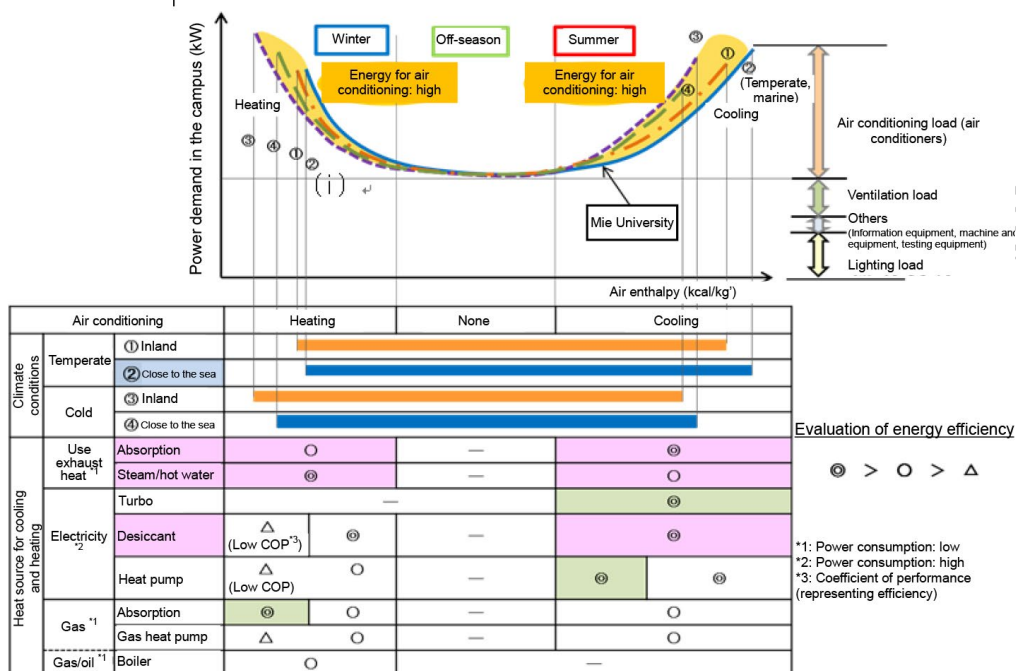 Power demand in the campus (kW)
Winter
Off-season
Summer
Energy for air
conditioning: high
Energy for air
conditioning: high
Heating
③
④
①
②
(i)
③
①
②
④
(Temperate,
marine)
Cooling
Mie University
Air enthalpy (kcal/kg')
Air conditioning load (air
conditioners)
Ventilation load
Others
(Information equipment, machine and
equipment, testing equipment)
Lighting load
Air conditioning
Heating
None
Cooling
Climate
conditions
Temperate
① Inland
② Close to the sea
Cold
③ Inland
④ Close to the sea
Heat source for cooling
and heating
Use
exhaust
heat *1
Absorption
○
—
◎
Steam/hot water
◎
—
○
Electricity
*2
Turbo
—
◎
Desiccant
△
(Low COP*3)
◎
—
◎
Heat pump
△
(Low COP)
○
—
◎
◎
Gas *1
Absorption
◎
○
—
○
Gas heat pump
△
○
—
○
Gas/oil *1
Boiler
○
—
Evaluation of energy efficiency
◎ > ○ > △
*1: Power consumption: low
*2: Power consumption: high
*3: Coefficient of performance
(representing efficiency)